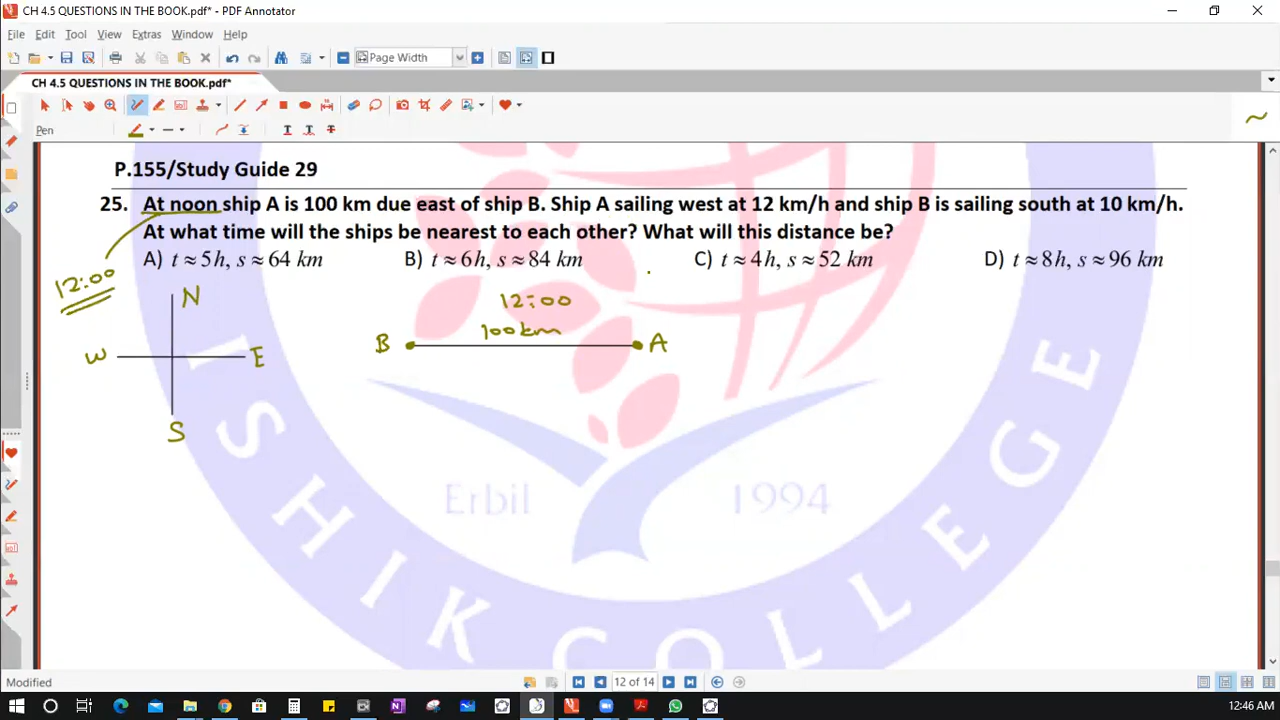 CH 4.5 QUESTIONS IN THE BOOK.pdf* - PDF Annotator
File Edit Tool View Extras Window Help
Page Width
CH 4.5 QUESTIONS IN THE BOOK.pdf*
Pen
P.155/Study Guide 29
25. At noon ship A is 100 km due east of ship B. Ship A sailing west at 12 km/h and ship B is sailing south at 10 km/h.
At what time will the ships be nearest to each other? What will this distance be?
A) t ≈ 5h, s ≈ 64 km B) t ≈ 6h, s ≈ 84 km C) t ≈ 4h, s ≈ 52 km D) t ≈ 8h, s ≈ 96 km
12:00
N
W E
S
12:00
100km
B A
Erbil 1994
ISHIK COLLEGE
Modified
12 of 14
12:46 AM